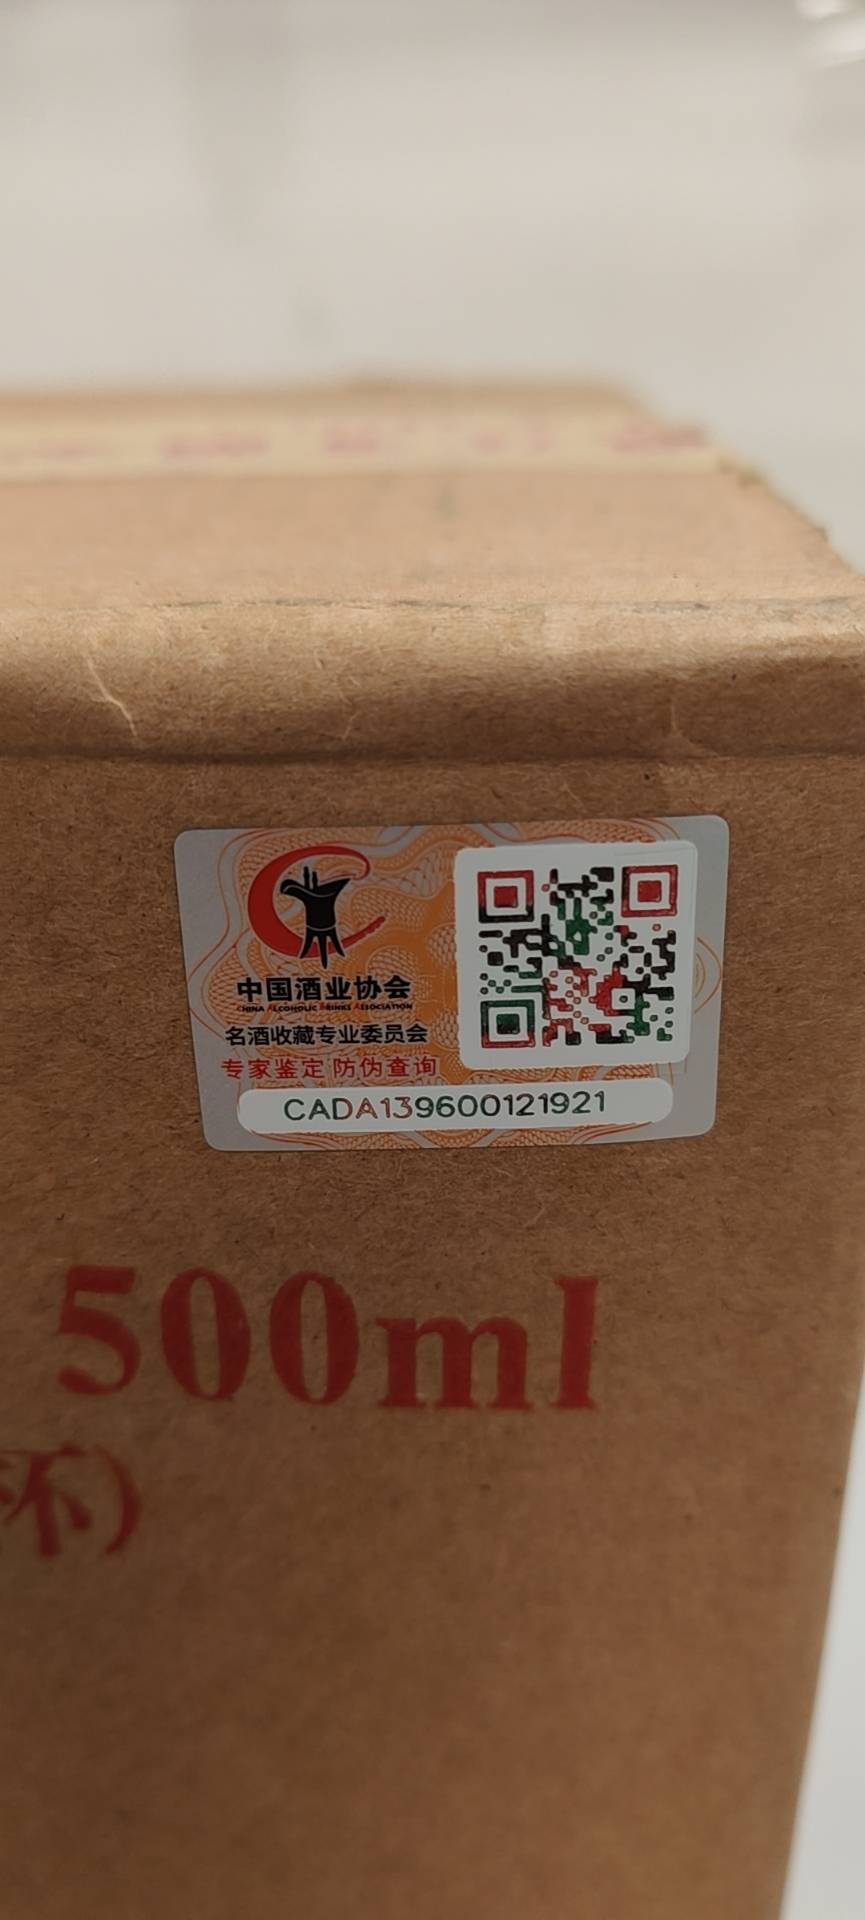 中国酒业协会
CHINA ALCOHOLIC DRINKS ASSOCIATION
名酒收藏专业委员会
专家鉴定 防伪查询
CADA139600121921
500ml
杯)